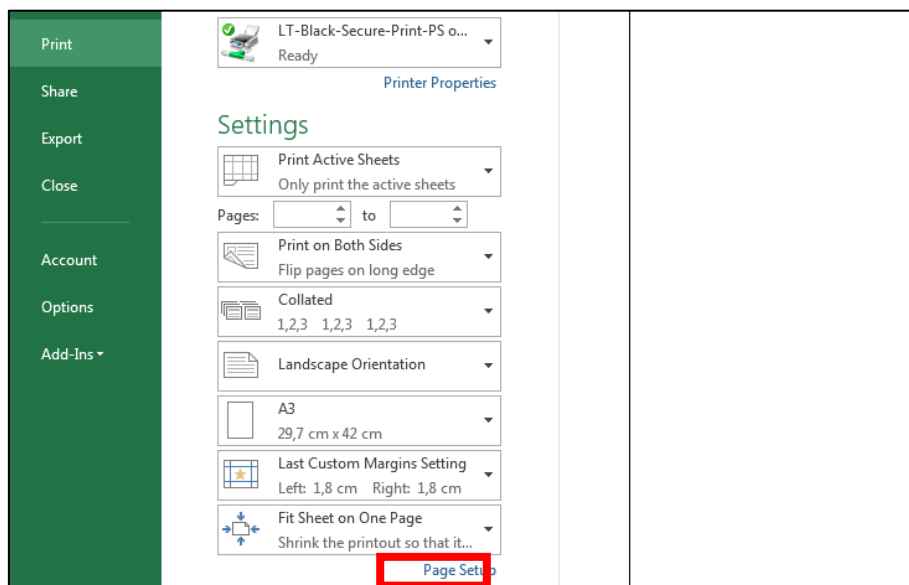 Print
Share
Export
Close
Account
Options
Add-Ins
LT-Black-Secure-Print-PS o...
Ready
Printer Properties
Settings
Print Active Sheets
Only print the active sheets
Pages: to
Print on Both Sides
Flip pages on long edge
Collated
1,2,3 1,2,3 1,2,3
Landscape Orientation
A3
29,7 cm x 42 cm
Last Custom Margins Setting
Left: 1,8 cm Right: 1,8 cm
Fit Sheet on One Page
Shrink the printout so that it...
Page Setup